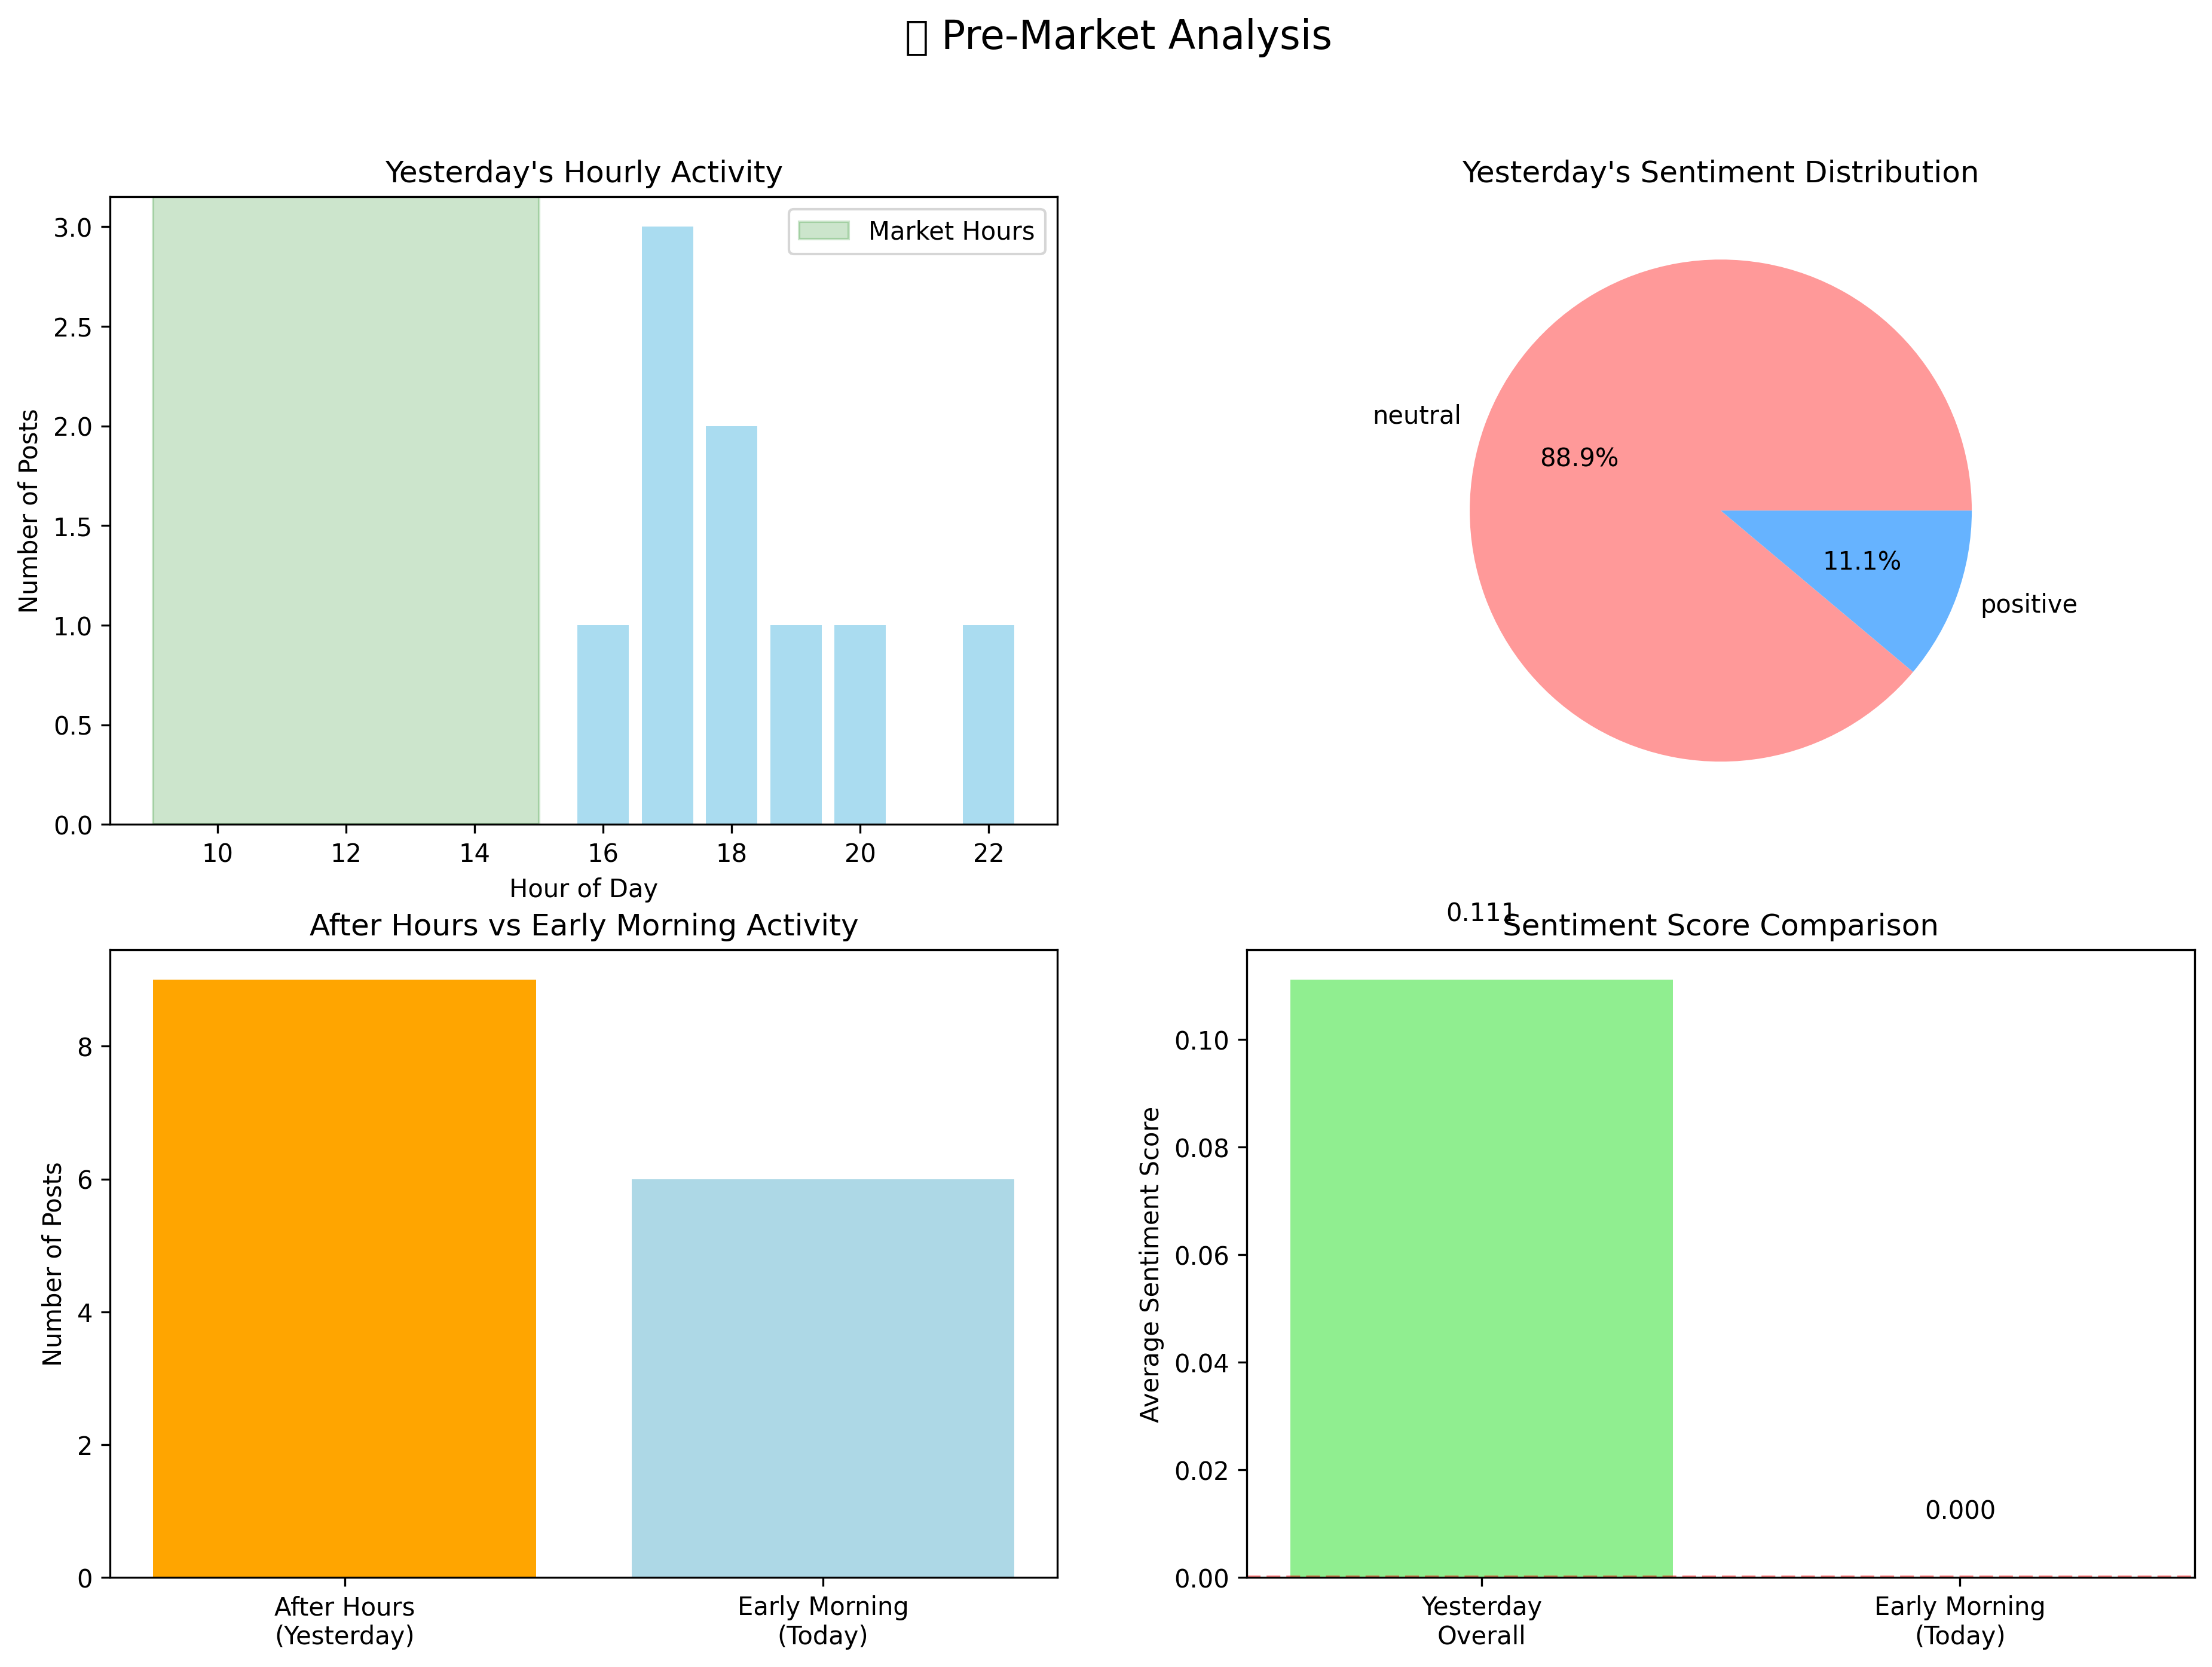 Pre-Market Analysis
Yesterday's Hourly Activity
Market Hours
3.0
2.5
2.0
1.5
1.0
0.5
0.0
Number of Posts
10 12 14 16 18 20 22
Hour of Day
Yesterday's Sentiment Distribution
neutral
88.9%
11.1%
positive
After Hours vs Early Morning Activity
8
6
4
2
0
Number of Posts
After Hours
(Yesterday)
Early Morning
(Today)
0.111
Sentiment Score Comparison
0.10
0.08
0.06
0.04
0.02
0.00
Average Sentiment Score
0.000
Yesterday
Overall
Early Morning
(Today)